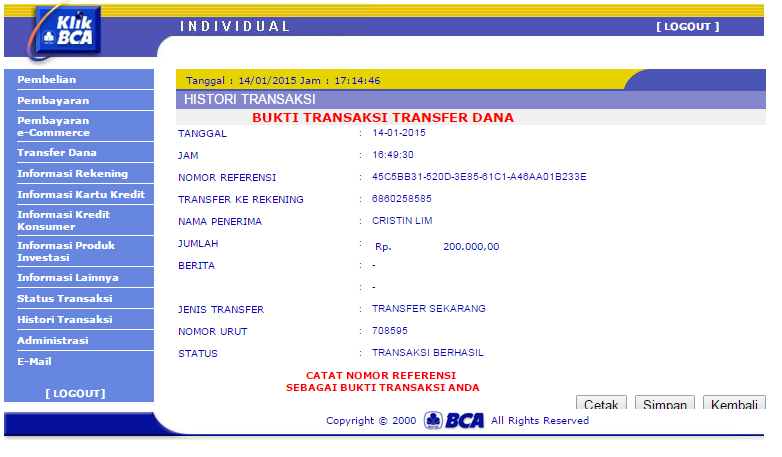 Klik
BCA
INDIVIDUAL
[ LOGOUT ]
Tanggal : 14/01/2015 Jam : 17:14:46
HISTORI TRANSAKSI
Pembelian
Pembayaran
Pembayaran
e-Commerce
Transfer Dana
Informasi Rekening
Informasi Kartu Kredit
Informasi Kredit
Konsumer
Informasi Produk
Investasi
Informasi Lainnya
Status Transaksi
Histori Transaksi
Administrasi
E-Mail
[ LOGOUT]
BUKTI TRANSAKSI TRANSFER DANA
TANGGAL : 14-01-2015
JAM : 16:49:30
NOMOR REFERENSI : 45C5BB31-520D-3E85-61C1-A46AA01B233E
TRANSFER KE REKENING : 6860258585
NAMA PENERIMA : CRISTIN LIM
JUMLAH : Rp. 200.000,00
BERITA : -
: -
JENIS TRANSFER : TRANSFER SEKARANG
NOMOR URUT : 708595
STATUS : TRANSAKSI BERHASIL
CATAT NOMOR REFERENSI
SEBAGAI BUKTI TRANSAKSI ANDA
Cetak Simpan Kembali
Copyright © 2000 BCA All Rights Reserved